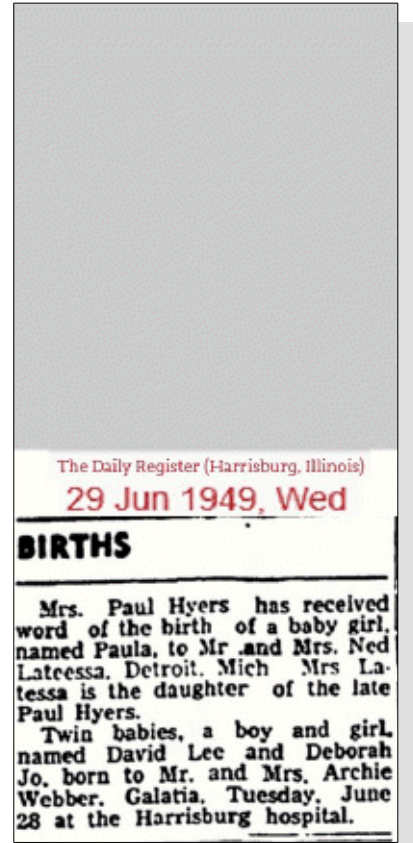 The Daily Register (Harrisburg, Illinois)
29 Jun 1949, Wed
BIRTHS
Mrs. Paul Hyers has received
word of the birth of a baby girl,
named Paula, to Mr .and Mrs. Ned
Lateessa, Detroit, Mich Mrs La-
tessa is the daughter of the late
Paul Hyers.
Twin babies, a boy and girl,
named David Lee and Deborah
Jo, born to Mr. and Mrs. Archie
Webber, Galatia, Tuesday, June
28 at the Harrisburg hospital.